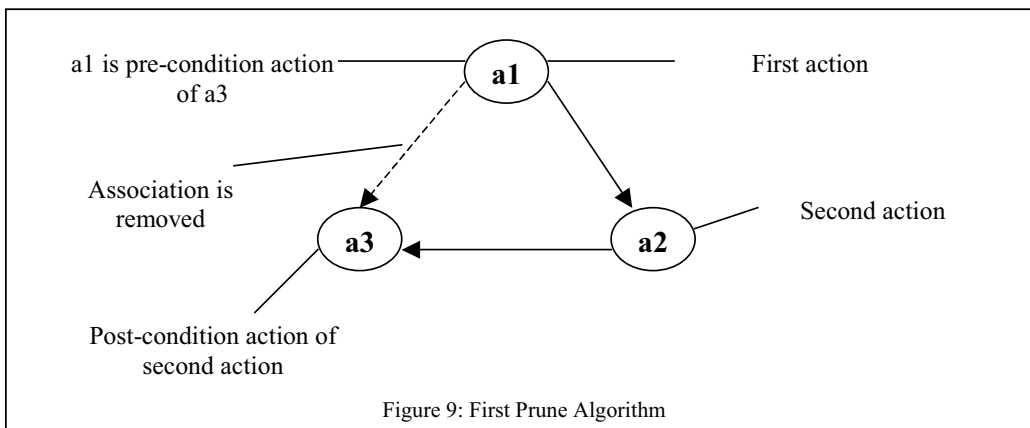 a1 is pre-condition action
of a3
a1
First action
Association is
removed
a3
a2
Second action
Post-condition action of
second action
Figure 9: First Prune Algorithm